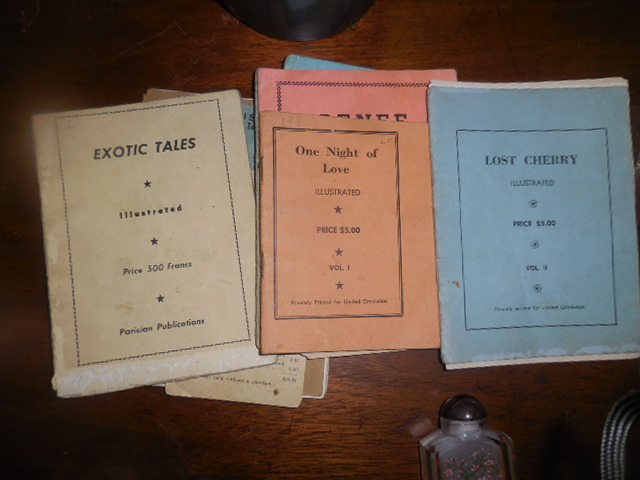 EXOTIC TALES
Illustrated
Price 500 Francs
Parisian Publications
RENEE
One Night of
Love
ILLUSTRATED
PRICE $5.00
VOL. I
Privately Printed for Limited Circulation
LOST CHERRY
ILLUSTRATED
PRICE $5.00
VOL. II
Privately printed for Limited Circulation